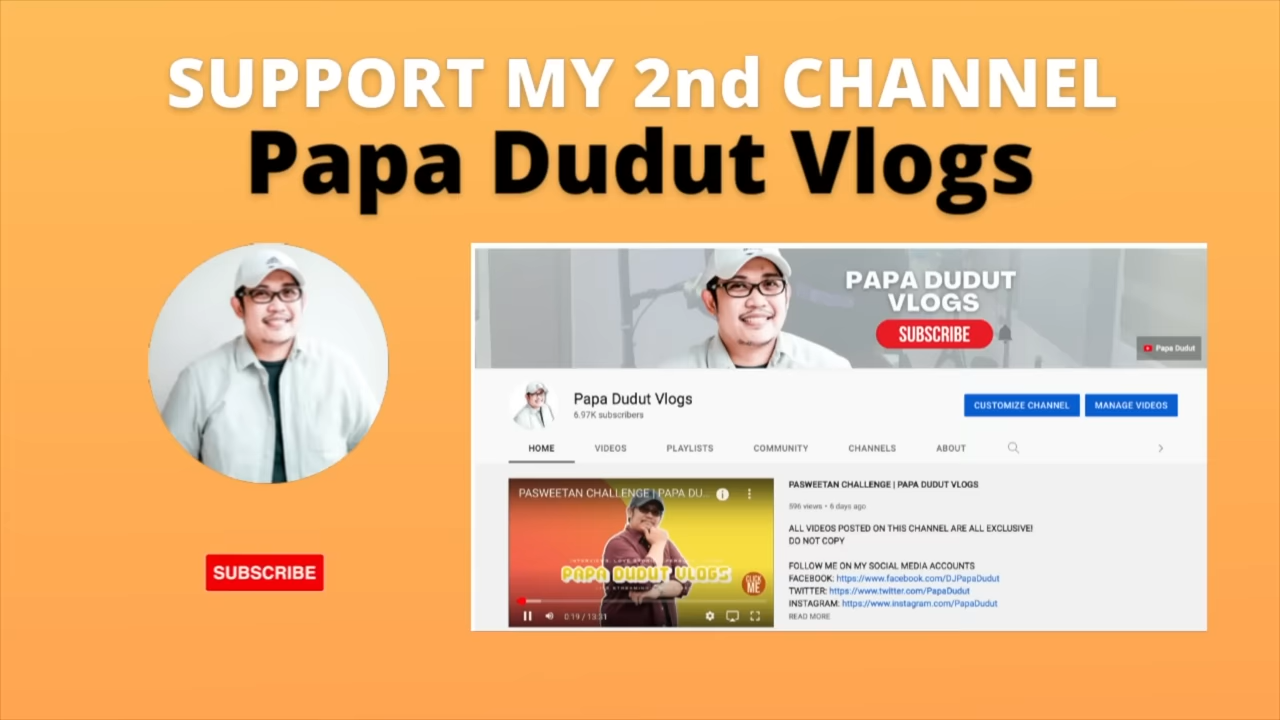 SUPPORT MY 2nd CHANNEL
Papa Dudut Vlogs
PAPA DUDUT
VLOGS
SUBSCRIBE
Papa Dudut
Papa Dudut Vlogs
6.97K subscribers
CUSTOMIZE CHANNEL
MANAGE VIDEOS
HOME VIDEOS PLAYLISTS COMMUNITY CHANNELS ABOUT
PASWEETAN CHALLENGE | PAPA DU...
PAPA DUDUT VLOGS
CLICK
ME
0:19 / 13:31
PASWEETAN CHALLENGE | PAPA DUDUT VLOGS
596 views • 6 days ago
ALL VIDEOS POSTED ON THIS CHANNEL ARE ALL EXCLUSIVE!
DO NOT COPY
FOLLOW ME ON MY SOCIAL MEDIA ACCOUNTS
FACEBOOK: https://www.facebook.com/DJPapaDudut
TWITTER: https://www.twitter.com/PapaDudut
INSTAGRAM: https://www.instagram.com/PapaDudut
READ MORE
SUBSCRIBE